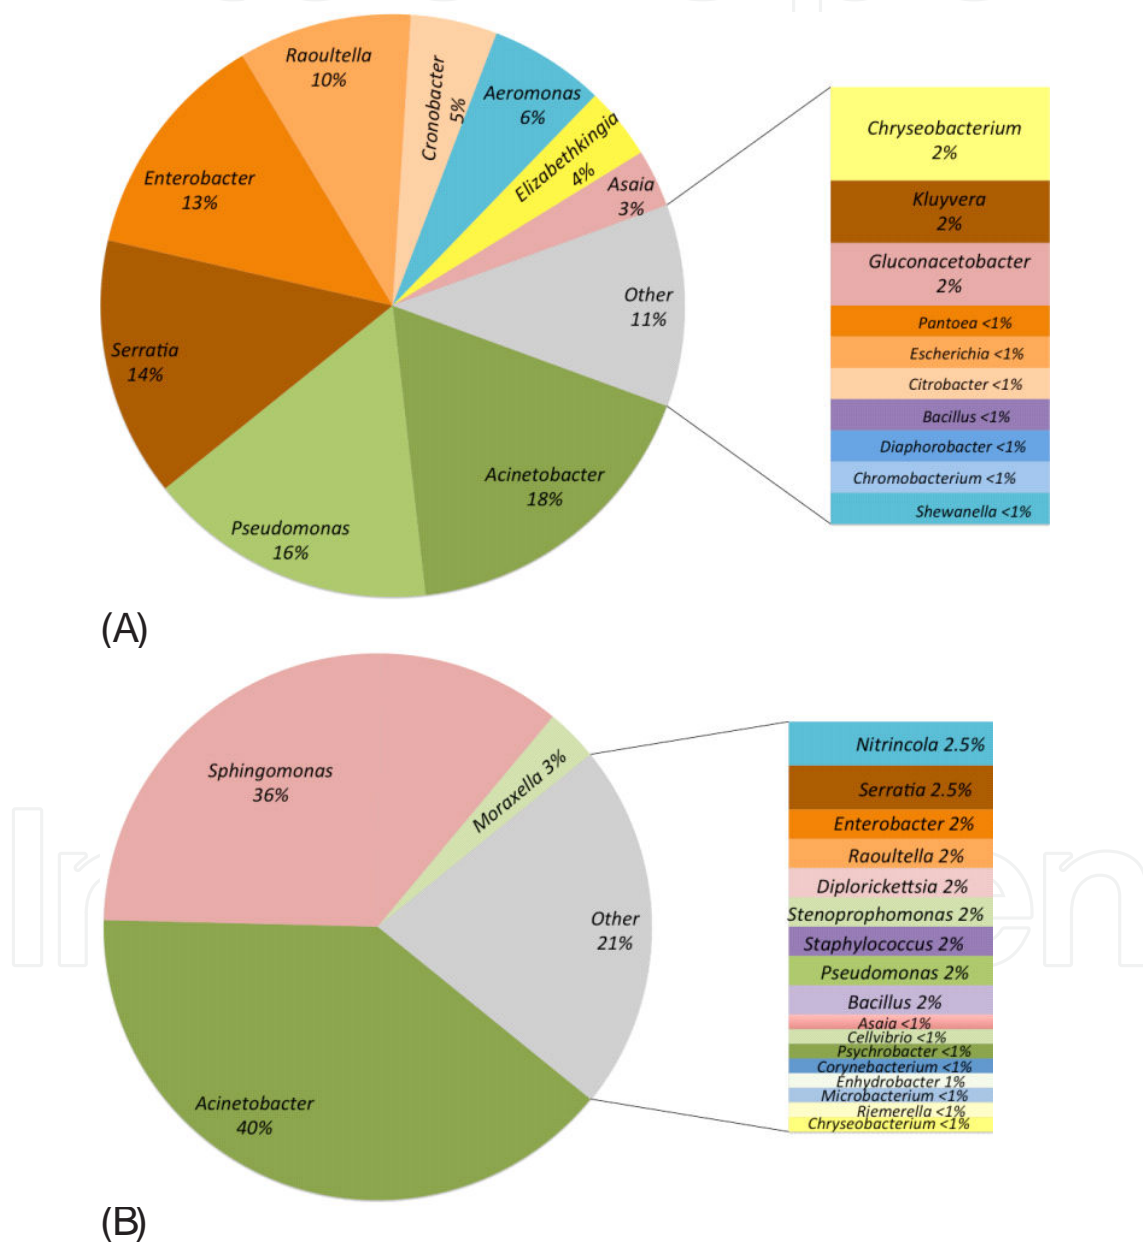 Raoultella
10%
Cronobacter
5%
Aeromonas
6%
Elizabethkingia
4%
Asaia
3%
Enterobacter
13%
Other
11%
Serratia
14%
Acinetobacter
18%
Pseudomonas
16%
Chryseobacterium
2%
Kluyvera
2%
Gluconacetobacter
2%
Pantoea <1%
Escherichia <1%
Citrobacter <1%
Bacillus <1%
Diaphorobacter <1%
Chromobacterium <1%
Shewanella <1%
(A)
Sphingomonas
36%
Moraxella 3%
Other
21%
Acinetobacter
40%
Nitrincola 2.5%
Serratia 2.5%
Enterobacter 2%
Raoultella 2%
Diplorickettsia 2%
Stenoprophomonas 2%
Staphylococcus 2%
Pseudomonas 2%
Bacillus 2%
Asaia <1%
Cellvibrio <1%
Psychrobacter <1%
Corynebacterium <1%
Enhydrobacter 1%
Microbacterium <1%
Riemerella <1%
Chryseobacterium <1%
(B)